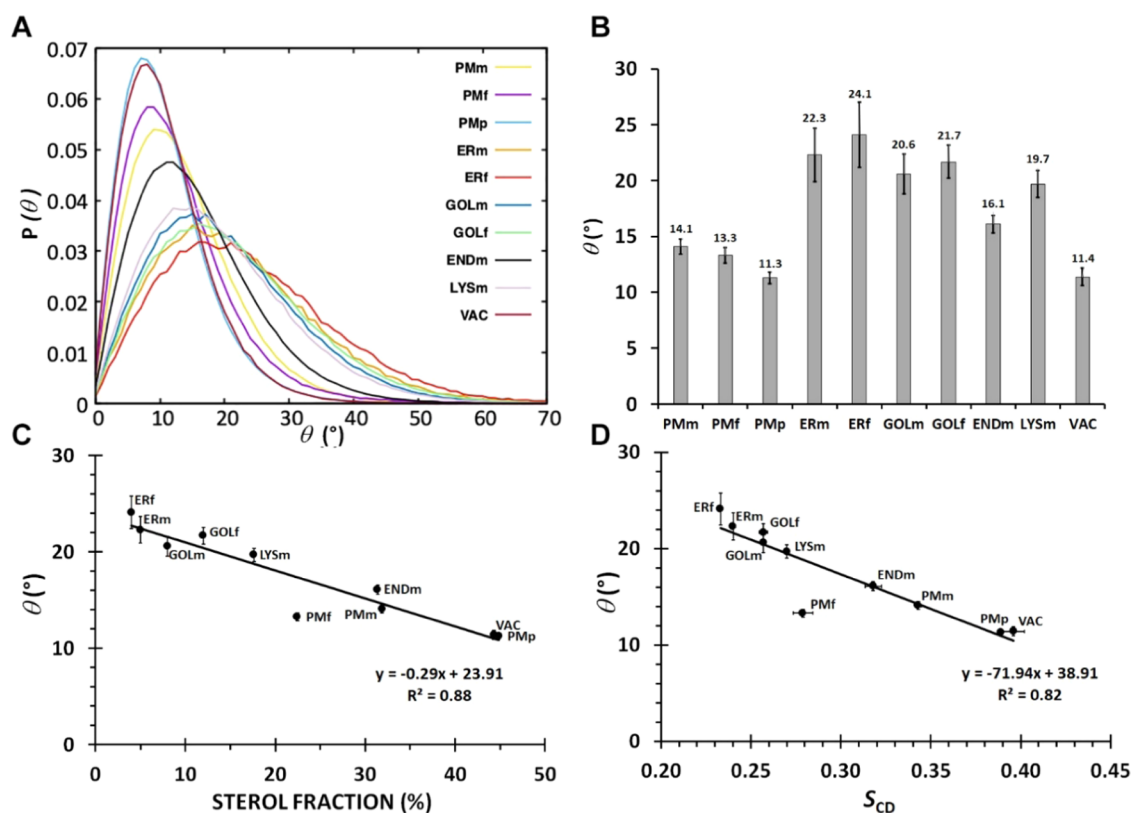 A
0.07
0.06
0.05
0.04
0.03
0.02
0.01
0
P (θ)
0
10
20
30
40
50
60
70
θ (°)
PMm
PMf
PMp
ERm
ERf
GOLm
GOLf
ENDm
LYSm
VAC
B
30
25
20
15
10
5
0
θ (°)
14.1
13.3
11.3
22.3
24.1
20.6
21.7
16.1
19.7
11.4
PMm
PMf
PMp
ERm
ERf
GOLm
GOLf
ENDm
LYSm
VAC
C
30
20
10
0
θ (°)
ERf
ERm
GOLf
GOLm
LYSm
ENDm
PMf
PMm
VAC
PMp
y = -0.29x + 23.91
R² = 0.88
0
10
20
30
40
50
STEROL FRACTION (%)
D
30
20
10
0
θ (°)
ERf
ERm
GOLf
GOLm
LYSm
ENDm
PMf
PMm
PMp
VAC
y = -71.94x + 38.91
R² = 0.82
0.20
0.25
0.30
0.35
0.40
0.45
SCD